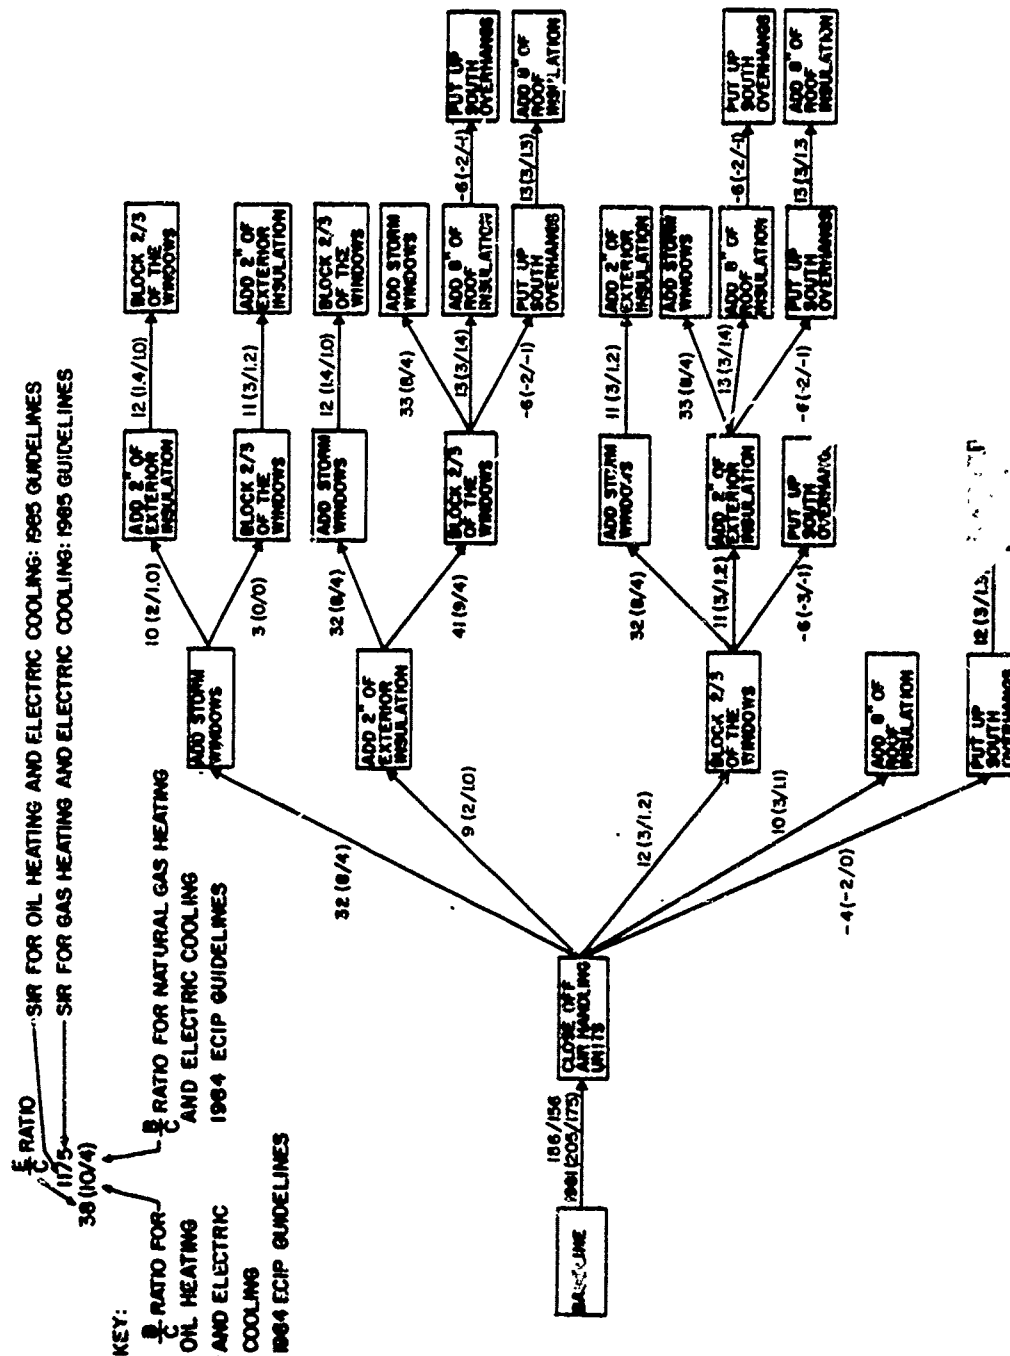 KEY:
E/C RATIO
SIR FOR OIL HEATING AND ELECTRIC COOLING: 1985 GUIDELINES
11/5
SIR FOR GAS HEATING AND ELECTRIC COOLING: 1985 GUIDELINES
38(10/4)
B/C RATIO FOR
OIL HEATING
AND ELECTRIC
COOLING
1984 ECIP GUIDELINES
B/C RATIO FOR NATURAL GAS HEATING
AND ELECTRIC COOLING
1984 ECIP GUIDELINES
186/156
1981(205/175)
CLOSE OFF
AIR HANDLING
UNITS
32(8/4)
9(2/1.0)
12(3/1.2)
10(3/1.1)
-4(-2/0)
ADD STORM
WINDOWS
10(2/1.0)
3(0/0)
ADD 2" OF
EXTERIOR
INSULATION
12(1.4/1.0)
BLOCK 2/3
OF THE
WINDOWS
BLOCK 2/3
OF THE
WINDOWS
11(3/1.2)
ADD 2" OF
EXTERIOR
INSULATION
ADD 2" OF
EXTERIOR
INSULATION
32(8/4)
41(9/4)
ADD STORM
WINDOWS
12(1.4/1.0)
BLOCK 2/3
OF THE
WINDOWS
BLOCK 2/3
OF THE
WINDOWS
33(8/4)
13(3/1.4)
-6(-2/-1)
ADD STORM
WINDOWS
ADD 8" OF
ROOF
INSULATION
-6(-2/-1)
PUT UP
SOUTH
OVERHANGS
PUT UP
SOUTH
OVERHANGS
13(3/1.3)
ADD 8" OF
ROOF
INSULATION
BLOCK 2/3
OF THE
WINDOWS
32(8/4)
11(3/1.2)
-6(-3/-1)
ADD STORM
WINDOWS
11(3/1.2)
ADD 2" OF
EXTERIOR
INSULATION
ADD 2" OF
EXTERIOR
INSULATION
33(8/4)
13(3/1.4)
-6(-2/-1)
ADD STORM
WINDOWS
ADD 8" OF
ROOF
INSULATION
-6(-2/-1)
PUT UP
SOUTH
OVERHANGS
PUT UP
SOUTH
OVERHANGS
13(3/1.3
ADD 8" OF
ROOF
INSULATION
PUT UP
SOUTH
ADD 8" OF
ROOF
INSULATION
PUT UP
SOUTH
12(3/1.3